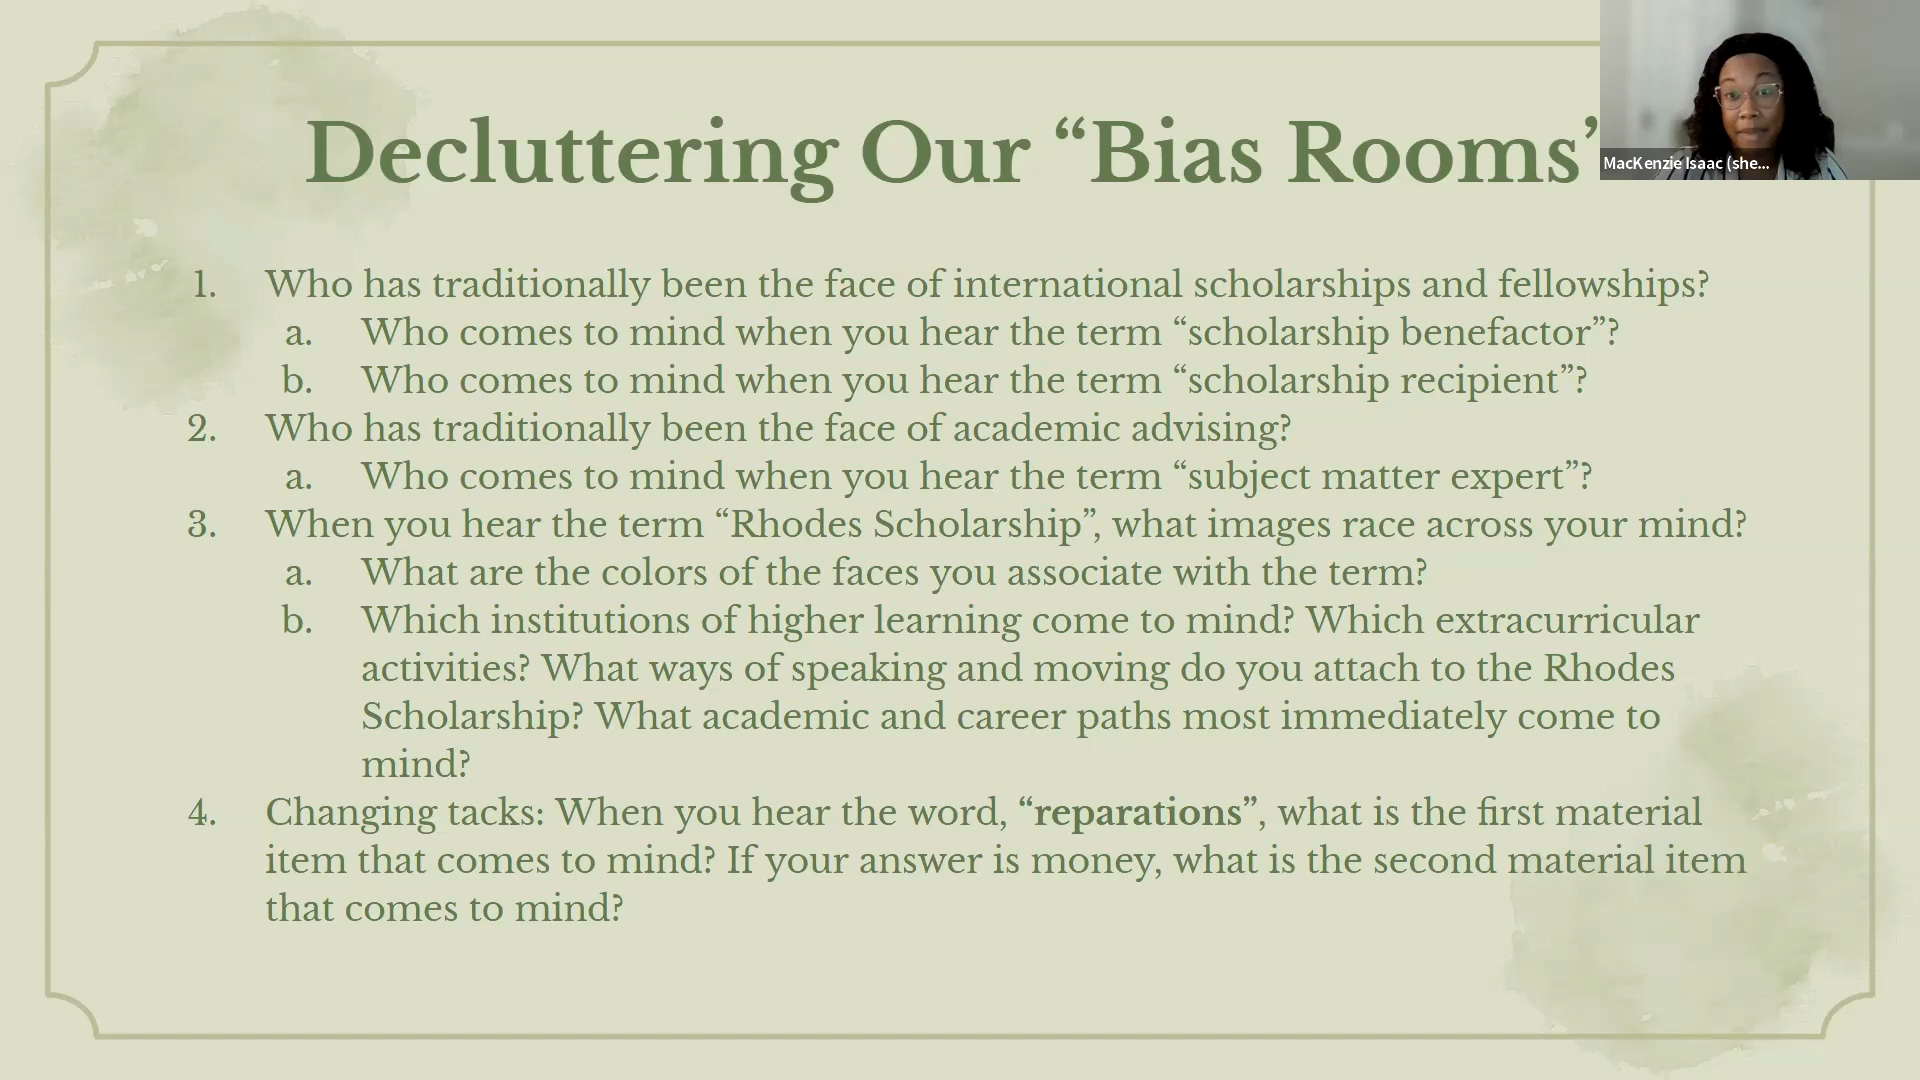 Decluttering Our “Bias Rooms”
MacKenzie Isaac (she...
1. Who has traditionally been the face of international scholarships and fellowships?
a. Who comes to mind when you hear the term “scholarship benefactor”?
b. Who comes to mind when you hear the term “scholarship recipient”?
2. Who has traditionally been the face of academic advising?
a. Who comes to mind when you hear the term “subject matter expert”?
3. When you hear the term “Rhodes Scholarship”, what images race across your mind?
a. What are the colors of the faces you associate with the term?
b. Which institutions of higher learning come to mind? Which extracurricular
activities? What ways of speaking and moving do you attach to the Rhodes
Scholarship? What academic and career paths most immediately come to
mind?
4. Changing tacks: When you hear the word, “reparations”, what is the first material
item that comes to mind? If your answer is money, what is the second material item
that comes to mind?